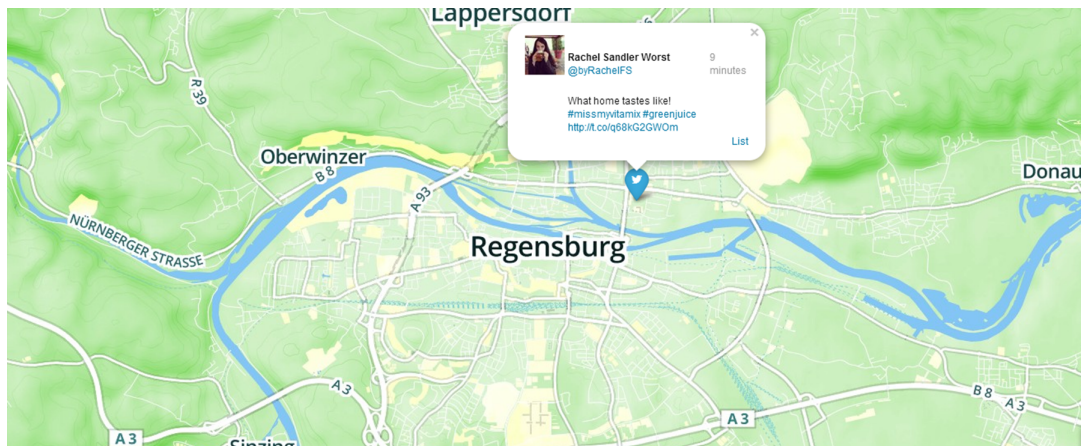 Lappersdorf
Rachel Sandler Worst
9 minutes
@byRachelFS
What home tastes like!
#missmyvitamix #greenjuice
http://t.co/q68kG2GWOm
List
R 39
Oberwinzer
B 8
A 93
Donau
NÜRNBERGER STRASSE
Regensburg
A 3
B 8
A 3
A 3
A 3
Sinzing